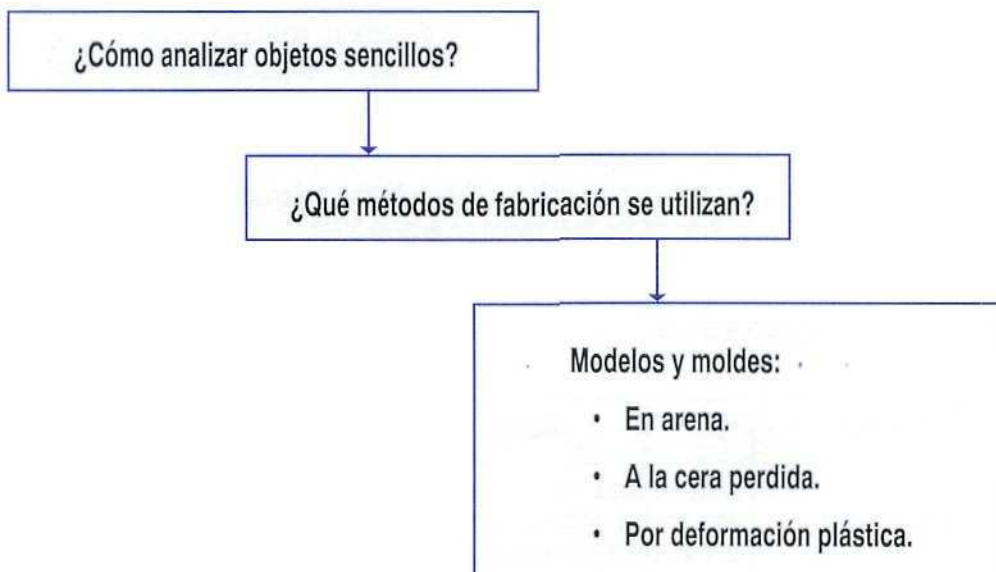 ¿Cómo analizar objetos sencillos?
¿Qué métodos de fabricación se utilizan?
Modelos y moldes:
• En arena.
• A la cera perdida.
• Por deformación plástica.